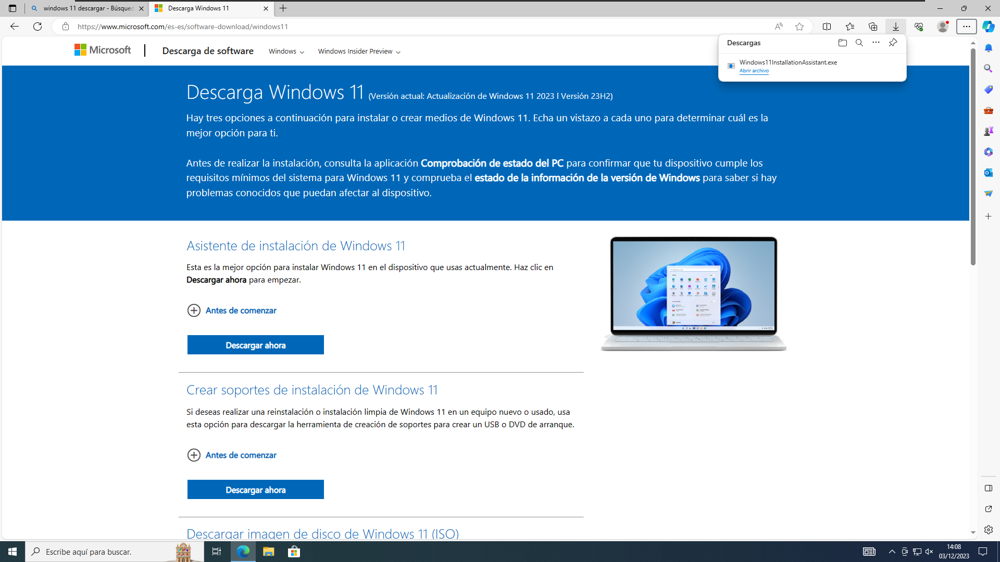 windows 11 descargar - Búsqued
Descarga Windows 11
https://www.microsoft.com/es-es/software-download/windows11
Microsoft
Descarga de software
Windows
Windows Insider Preview
Descargas
Windows11InstallationAssistant.exe
Abrir archivo
Descarga Windows 11 (Versión actual: Actualización de Windows 11 2023 l Versión 23H2)
Hay tres opciones a continuación para instalar o crear medios de Windows 11. Echa un vistazo a cada uno para determinar cuál es la
mejor opción para ti.
Antes de realizar la instalación, consulta la aplicación Comprobación de estado del PC para confirmar que tu dispositivo cumple los
requisitos mínimos del sistema para Windows 11 y comprueba el estado de la información de la versión de Windows para saber si hay
problemas conocidos que puedan afectar al dispositivo.
Asistente de instalación de Windows 11
Esta es la mejor opción para instalar Windows 11 en el dispositivo que usas actualmente. Haz clic en
Descargar ahora para empezar.
Antes de comenzar
Descargar ahora
Crear soportes de instalación de Windows 11
Si deseas realizar una reinstalación o instalación limpia de Windows 11 en un equipo nuevo o usado, usa
esta opción para descargar la herramienta de creación de soportes para crear un USB o DVD de arranque.
Antes de comenzar
Descargar ahora
Descargar imagen de disco de Windows 11 (ISO)
Escribe aquí para buscar.
14:08
03/12/2023